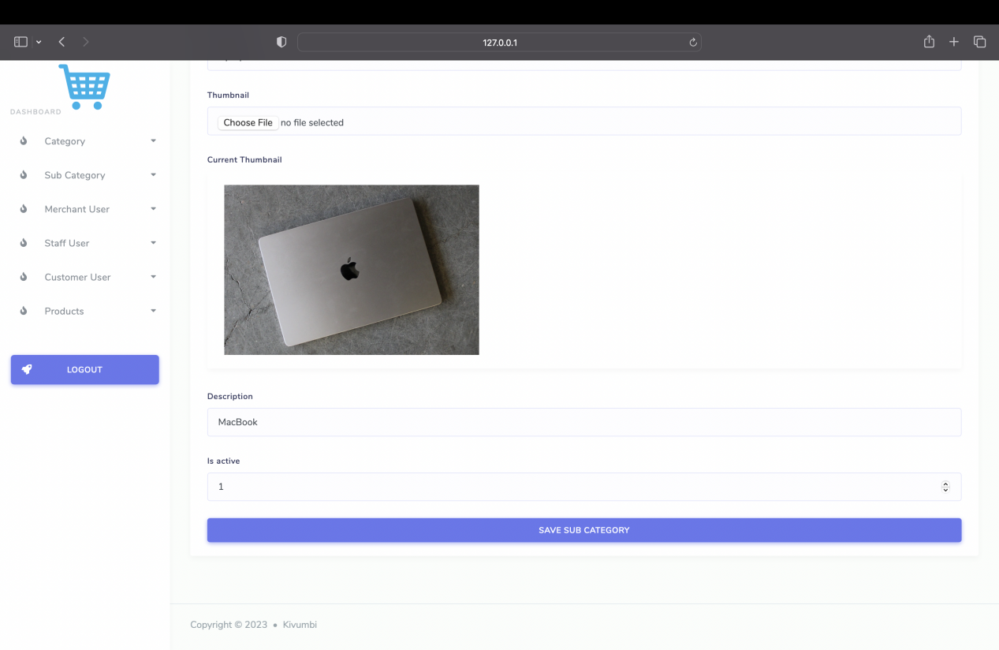 127.0.0.1
DASHBOARD
Category
Sub Category
Merchant User
Staff User
Customer User
Products
LOGOUT
Thumbnail
Choose File no file selected
Current Thumbnail
Description
MacBook
Is active
1
SAVE SUB CATEGORY
Copyright © 2023 • Kivumbi